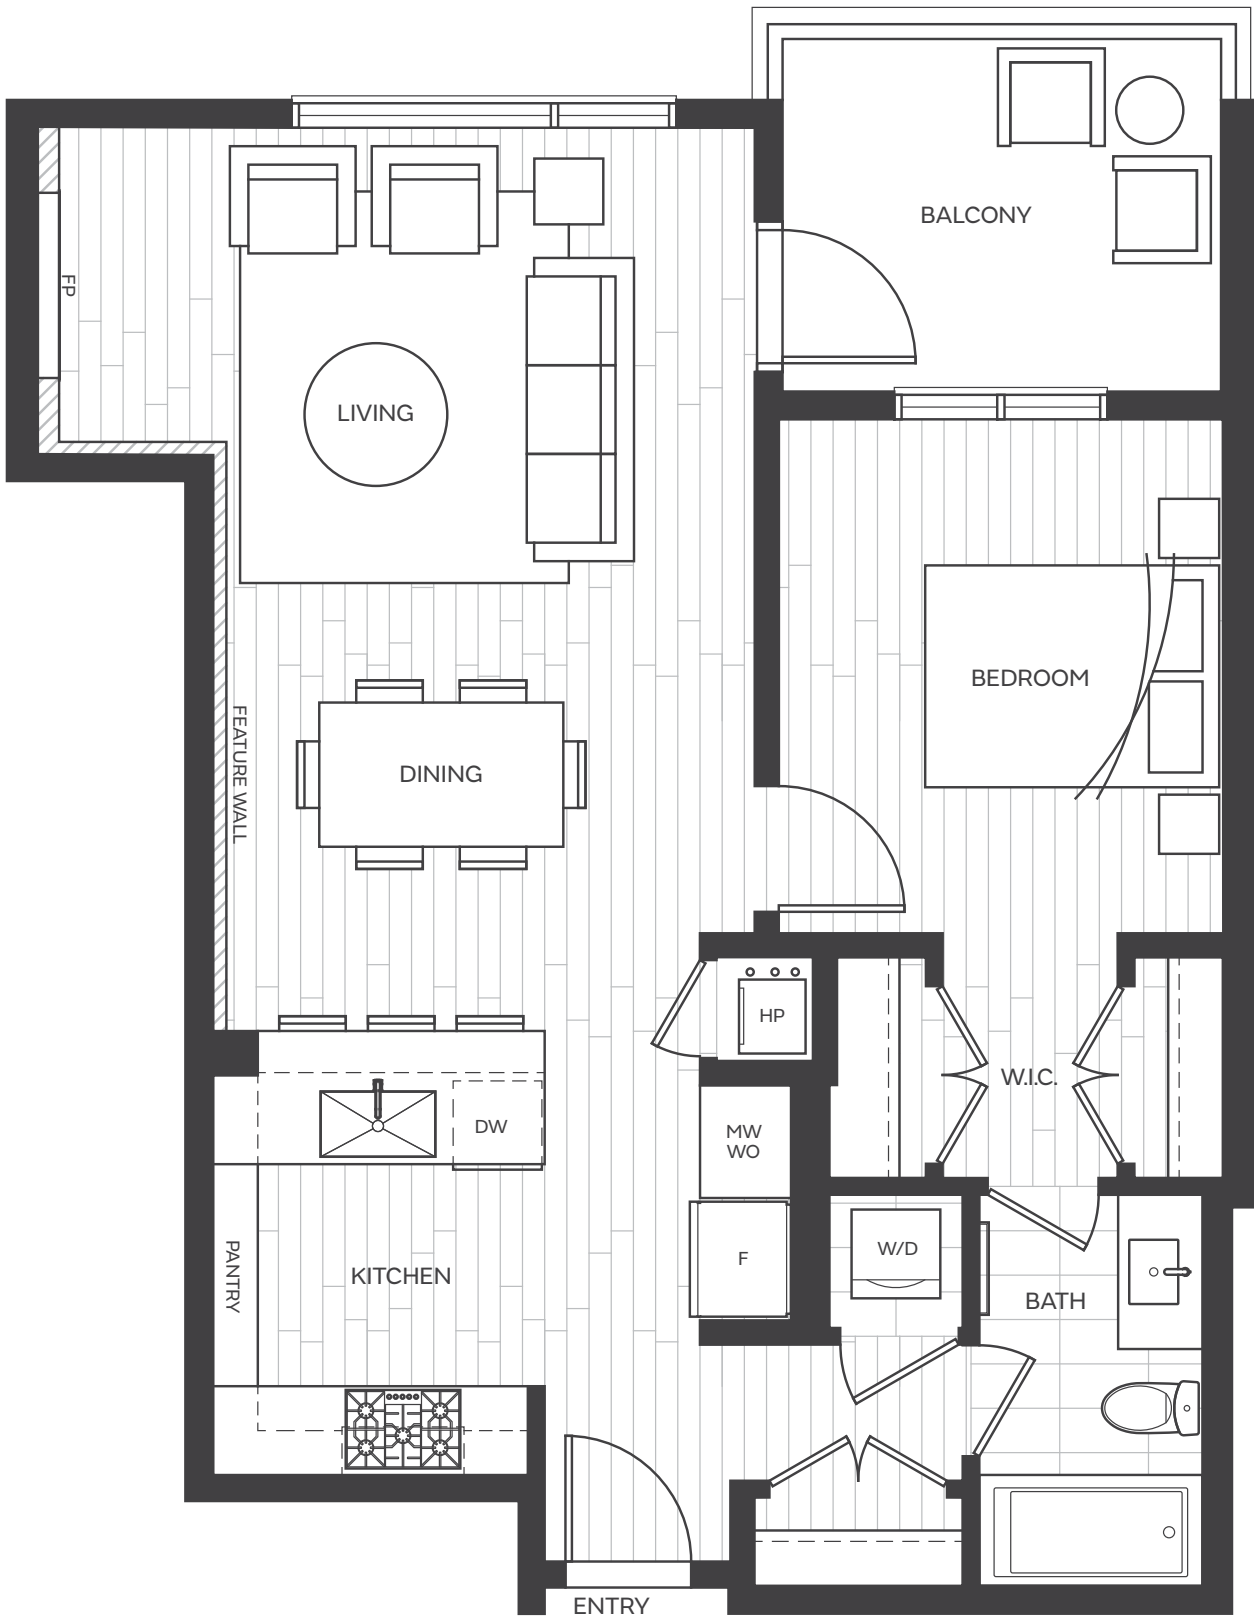 BALCONY
FP
LIVING
BEDROOM
FEATURE WALL
DINING
HP
W.I.C.
DW
MW
WO
PANTRY
KITCHEN
F
W/D
BATH
ENTRY